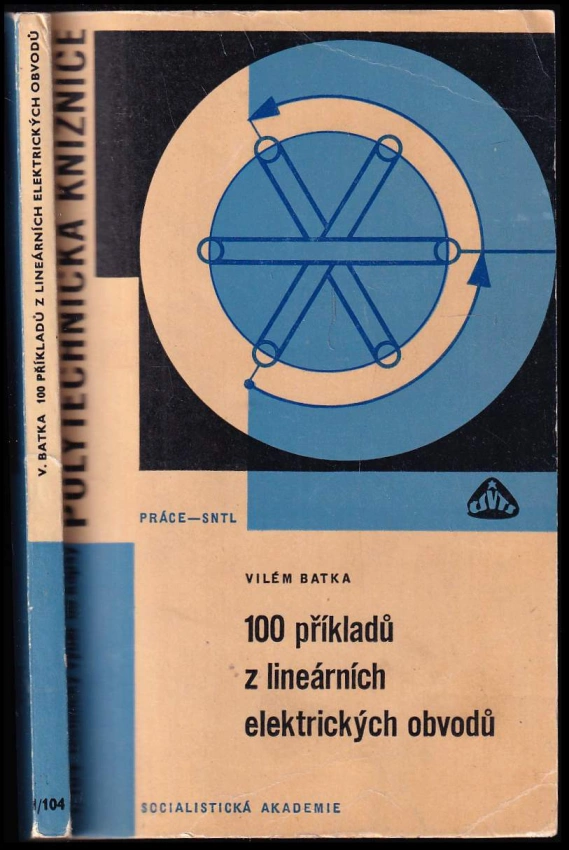 V. BATKA 100 PŘÍKLADŮ Z LINEÁRNÍCH ELEKTRICKÝCH OBVODŮ
/104
POLYTECHNICKÁ KNIŽNICE
ČSVTS
PRÁCE—SNTL
VILÉM BATKA
100 příkladů
z lineárních
elektrických obvodů
SOCIALISTICKÁ AKADEMIE